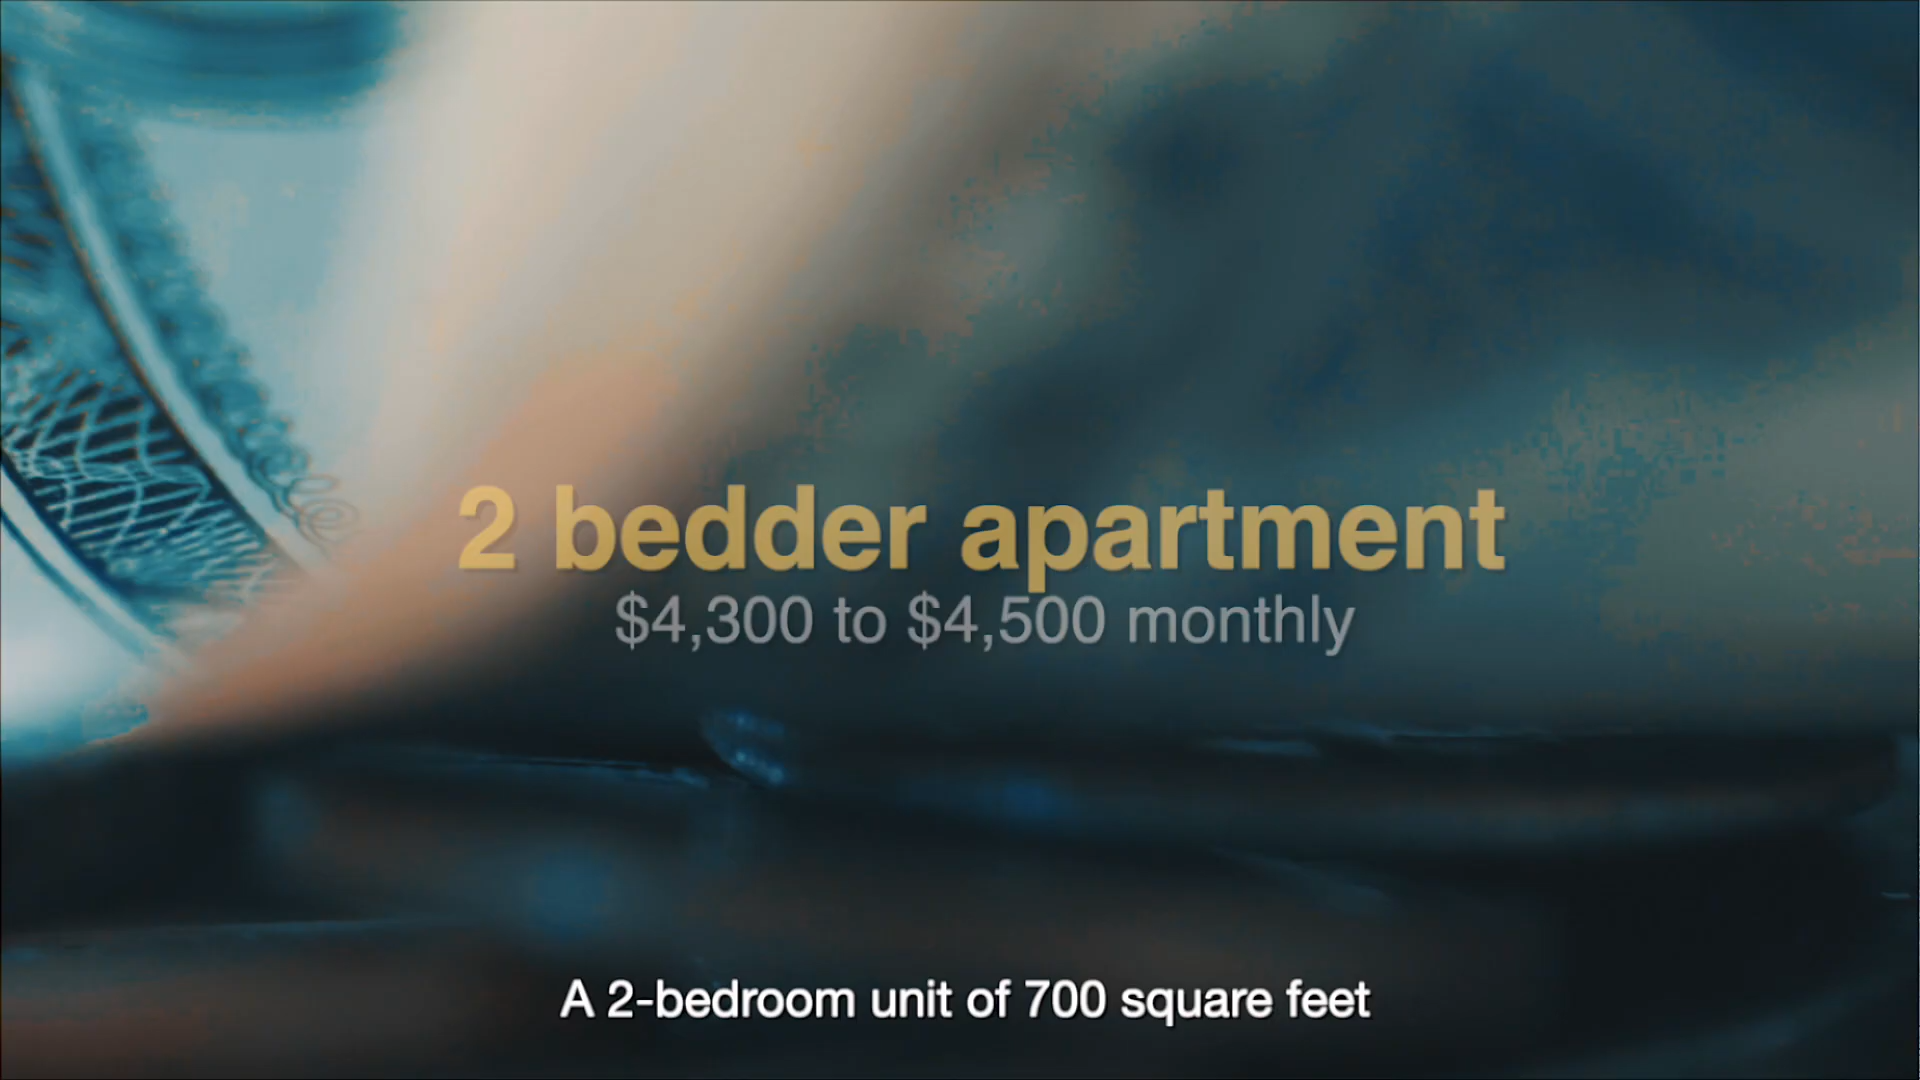 2 bedder apartment
$4,300 to $4,500 monthly
A 2-bedroom unit of 700 square feet